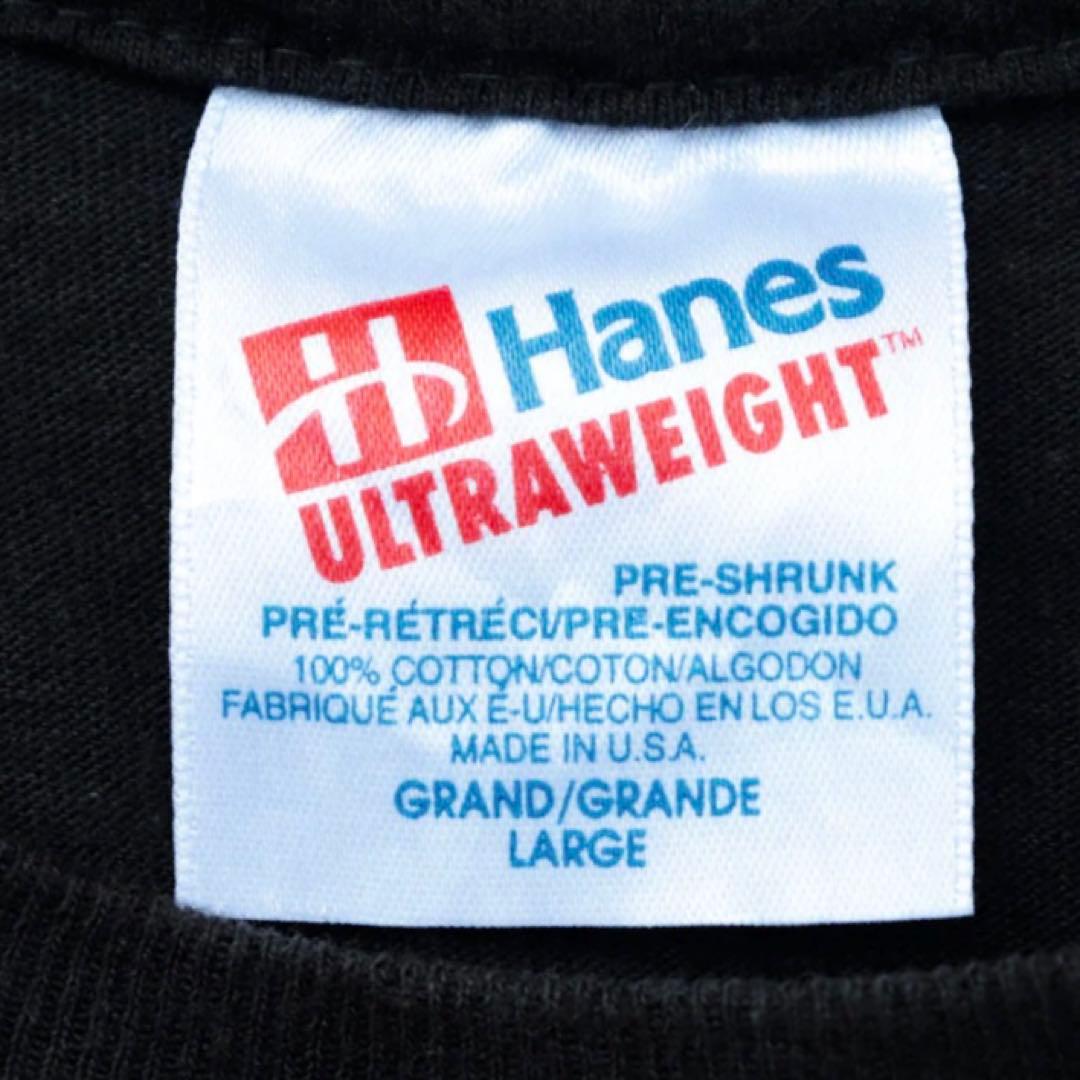 Hanes
ULTRAWEIGHT™
PRE-SHRUNK
PRÉ-RÉTRÉCI/PRE-ENCOGIDO
100% COTTON/COTON/ALGODON
FABRIQUÉ AUX É-U/HECHO EN LOS E.U.A.
MADE IN U.S.A.
GRAND/GRANDE
LARGE